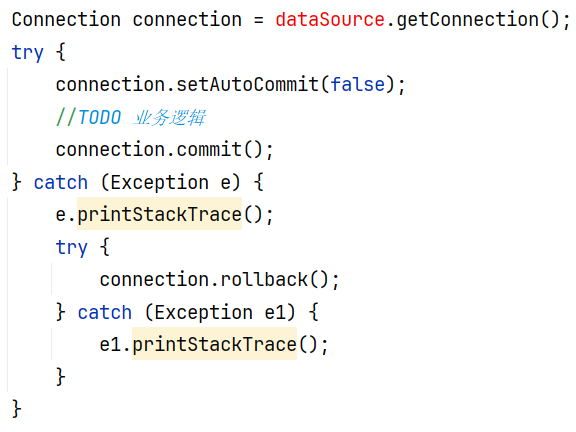 Connection connection = dataSource.getConnection();
try {
    connection.setAutoCommit(false);
    //TODO 业务逻辑
    connection.commit();
} catch (Exception e) {
    e.printStackTrace();
    try {
        connection.rollback();
    } catch (Exception e1) {
        e1.printStackTrace();
    }
}